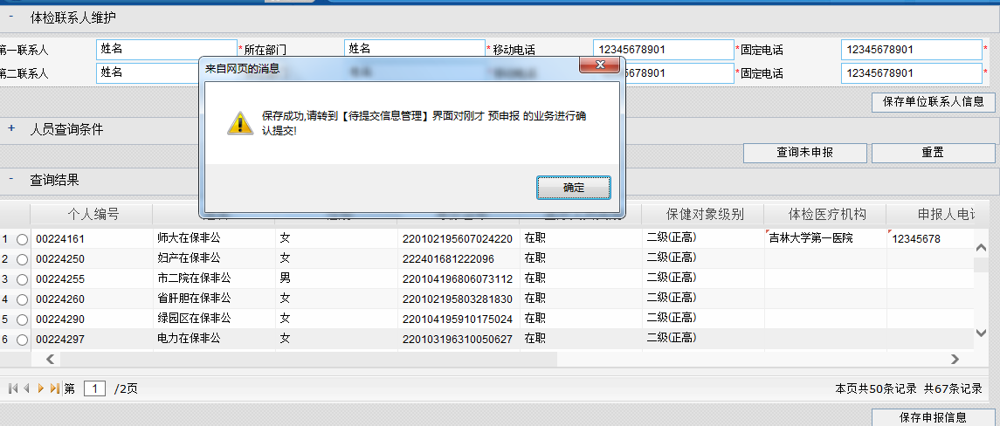 - 体检联系人维护
第一联系人 姓名 *所在部门 姓名 *移动电话 12345678901 *固定电话 12345678901 *
第二联系人 姓名 12345678901 *固定电话 12345678901 *
来自网页的消息
保存成功,请转到【待提交信息管理】界面对刚才 预申报 的业务进行确
认提交!
确定
保存单位联系人信息
+ 人员查询条件
查询未申报 重置
- 查询结果
个人编号 保健对象级别 体检医疗机构 申报人电
1 00224161 师大在保非公 女 220102195607024220 在职 二级(正高) 吉林大学第一医院 12345678
2 00224250 妇产在保非公 女 222401681222096 在职 二级(正高)
3 00224255 市二院在保非公 男 220104196806073112 在职 二级(正高)
4 00224260 省肝胆在保非公 女 220102195803281830 在职 二级(正高)
5 00224290 绿园区在保非公 女 220104195910175024 在职 二级(正高)
6 00224297 电力在保非公 女 220103196310050627 在职 二级(正高)
第 1 /2页 本页共50条记录 共67条记录
保存申报信息